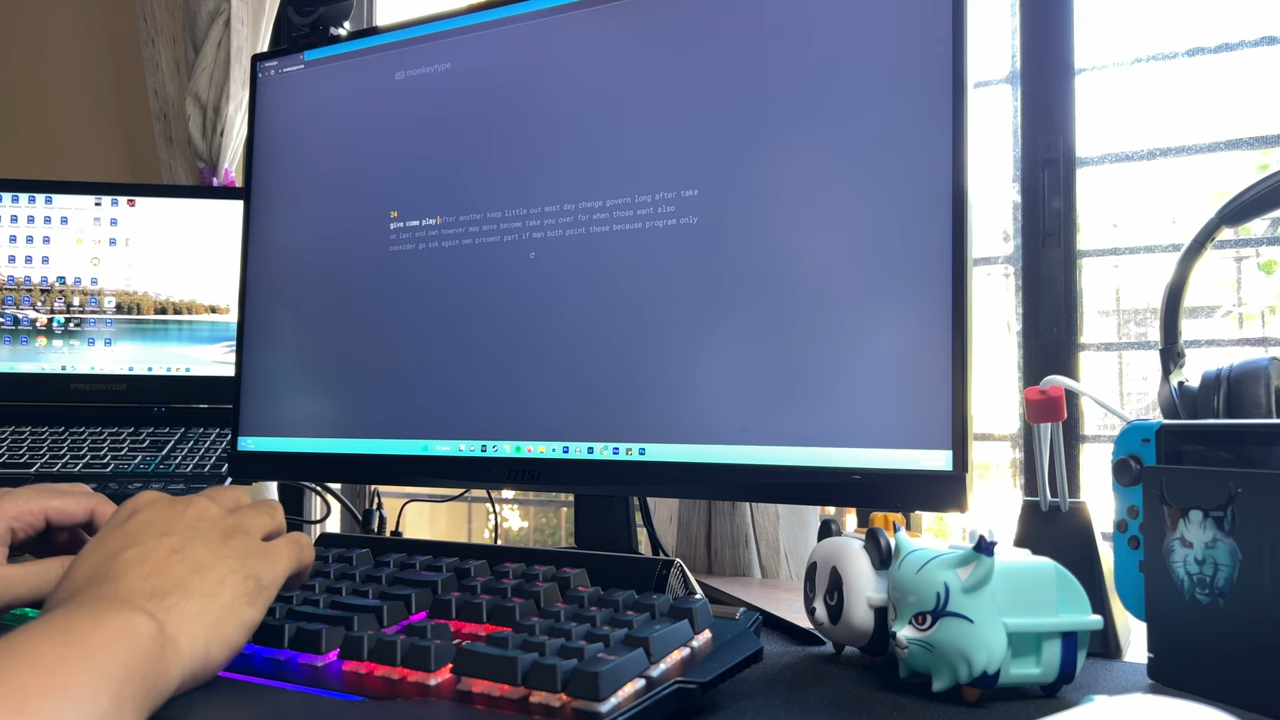 monkeytype
24
give come play after another keep little out most day change govern long after take
on last end own however may move become take you over for when those want also
consider go ask again own present part if man both point these because program only
PREDATOR
msi